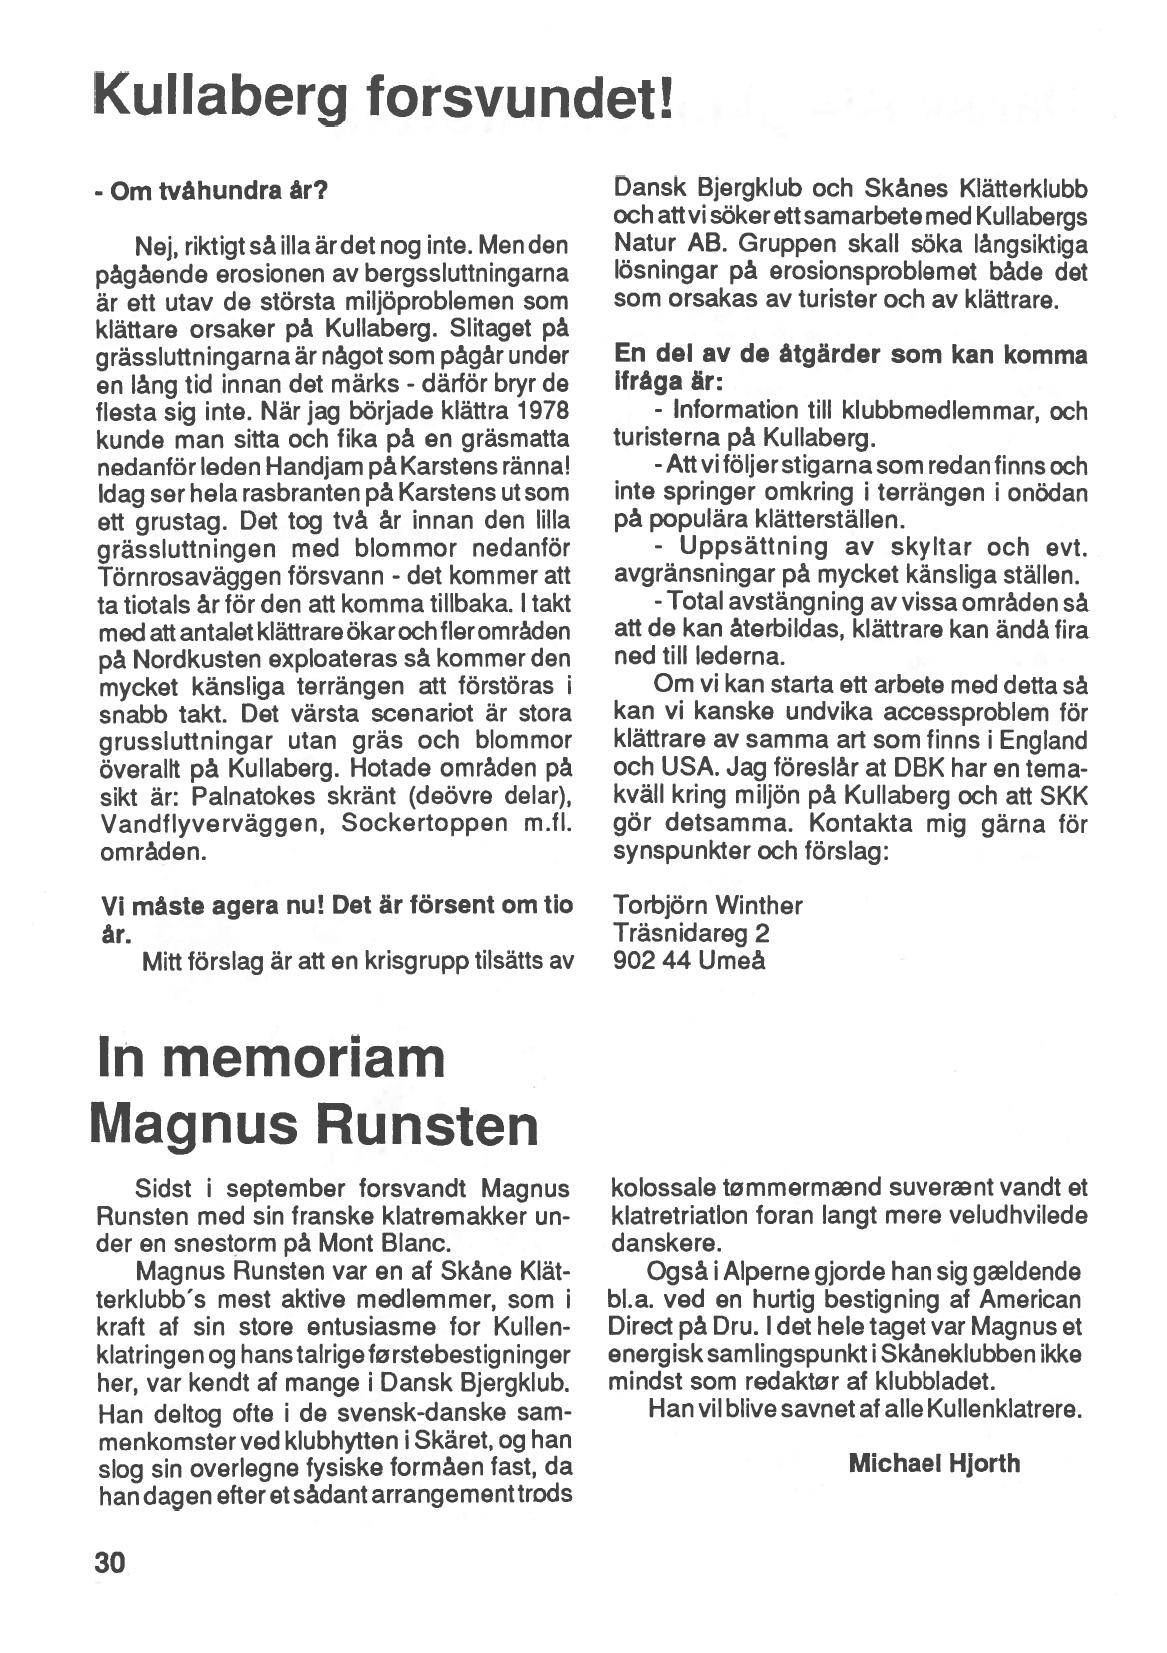 Kullaberg forsvundet!
- Om tvåhundra år?
Nej, riktigt så illa är det nog inte. Men den
pågående erosionen av bergssluttningarna
är ett utav de största miljöproblemen som
klättare orsaker på Kullaberg. Slitaget på
grässluttningarna är något som pågår under
en lång tid innan det märks - därför bryr de
flesta sig inte. När jag började klättra 1978
kunde man sitta och fika på en gräsmatta
nedanför leden Handjam på Karstens ränna!
Idag ser hela rasbranten på Karstens ut som
ett grustag. Det tog två år innan den lilla
grässluttningen med blommor nedanför
Törnrosaväggen försvann - det kommer att
ta tiotals år för den att komma tillbaka. I takt
med att antalet klättrare ökar och fler områden
på Nordkusten exploateras så kommer den
mycket känsliga terrängen att förstöras i
snabb takt. Det värsta scenariot är stora
grussluttningar utan gräs och blommor
överallt på Kullaberg. Hotade områden på
sikt är: Palnatokes skränt (deövre delar),
Vandflyverväggen, Sockertoppen m.fl.
områden.
Vi måste agera nu! Det är försent om tio
år.
Mitt förslag är att en krisgrupp tilsätts av
Dansk Bjergklub och Skånes Klätterklubb
och att vi söker ett samarbete med Kullabergs
Natur AB. Gruppen skall söka långsiktiga
lösningar på erosionsproblemet både det
som orsakas av turister och av klättrare.
En del av de åtgärder som kan komma
ifråga är:
- Information till klubbmedlemmar, och
turisterna på Kullaberg.
- Att vi följer stigarna som redan finns och
inte springer omkring i terrängen i onödan
på populära klätterställen.
- Uppsättning av skyltar och evt.
avgränsningar på mycket känsliga ställen.
- Total avstängning av vissa områden så
att de kan återbildas, klättrare kan ändå fira
ned till lederna.
Om vi kan starta ett arbete med detta så
kan vi kanske undvika accessproblem för
klättrare av samma art som finns i England
och USA. Jag föreslår at DBK har en tema-
kväll kring miljön på Kullaberg och att SKK
gör detsamma. Kontakta mig gärna för
synspunkter och förslag:
Torbjörn Winther
Träsnidareg 2
902 44 Umeå
In memoriam
Magnus Runsten
Sidst i september forsvandt Magnus
Runsten med sin franske klatremakker un-
der en snestorm på Mont Blanc.
Magnus Runsten var en af Skåne Klät-
terklubb's mest aktive medlemmer, som i
kraft af sin store entusiasme for Kullen-
klatringen og hans talrige førstebestigninger
her, var kendt af mange i Dansk Bjergklub.
Han deltog ofte i de svensk-danske sam-
menkomster ved klubhytten i Skäret, og han
slog sin overlegne fysiske formåen fast, da
han dagen efter et sådant arrangement trods
kolossale tømmermænd suverænt vandt et
klatretriatlon foran langt mere veludhvilede
danskere.
Også i Alperne gjorde han sig gældende
bl.a. ved en hurtig bestigning af American
Direct på Dru. I det hele taget var Magnus et
energisk samlingspunkt i Skåneklubben ikke
mindst som redaktør af klubbladet.
Han vil blive savnet af alle Kullenklatrere.
Michael Hjorth
30